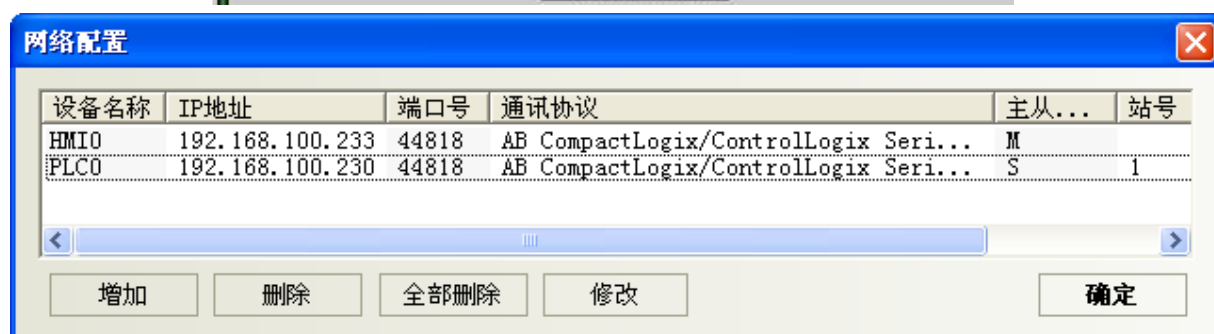 网络配置
设备名称 IP地址 端口号 通讯协议 主从... 站号
HMI0 192.168.100.233 44818 AB CompactLogix/ControlLogix Seri... M
PLC0 192.168.100.230 44818 AB CompactLogix/ControlLogix Seri... S 1
增加 删除 全部删除 修改 确定